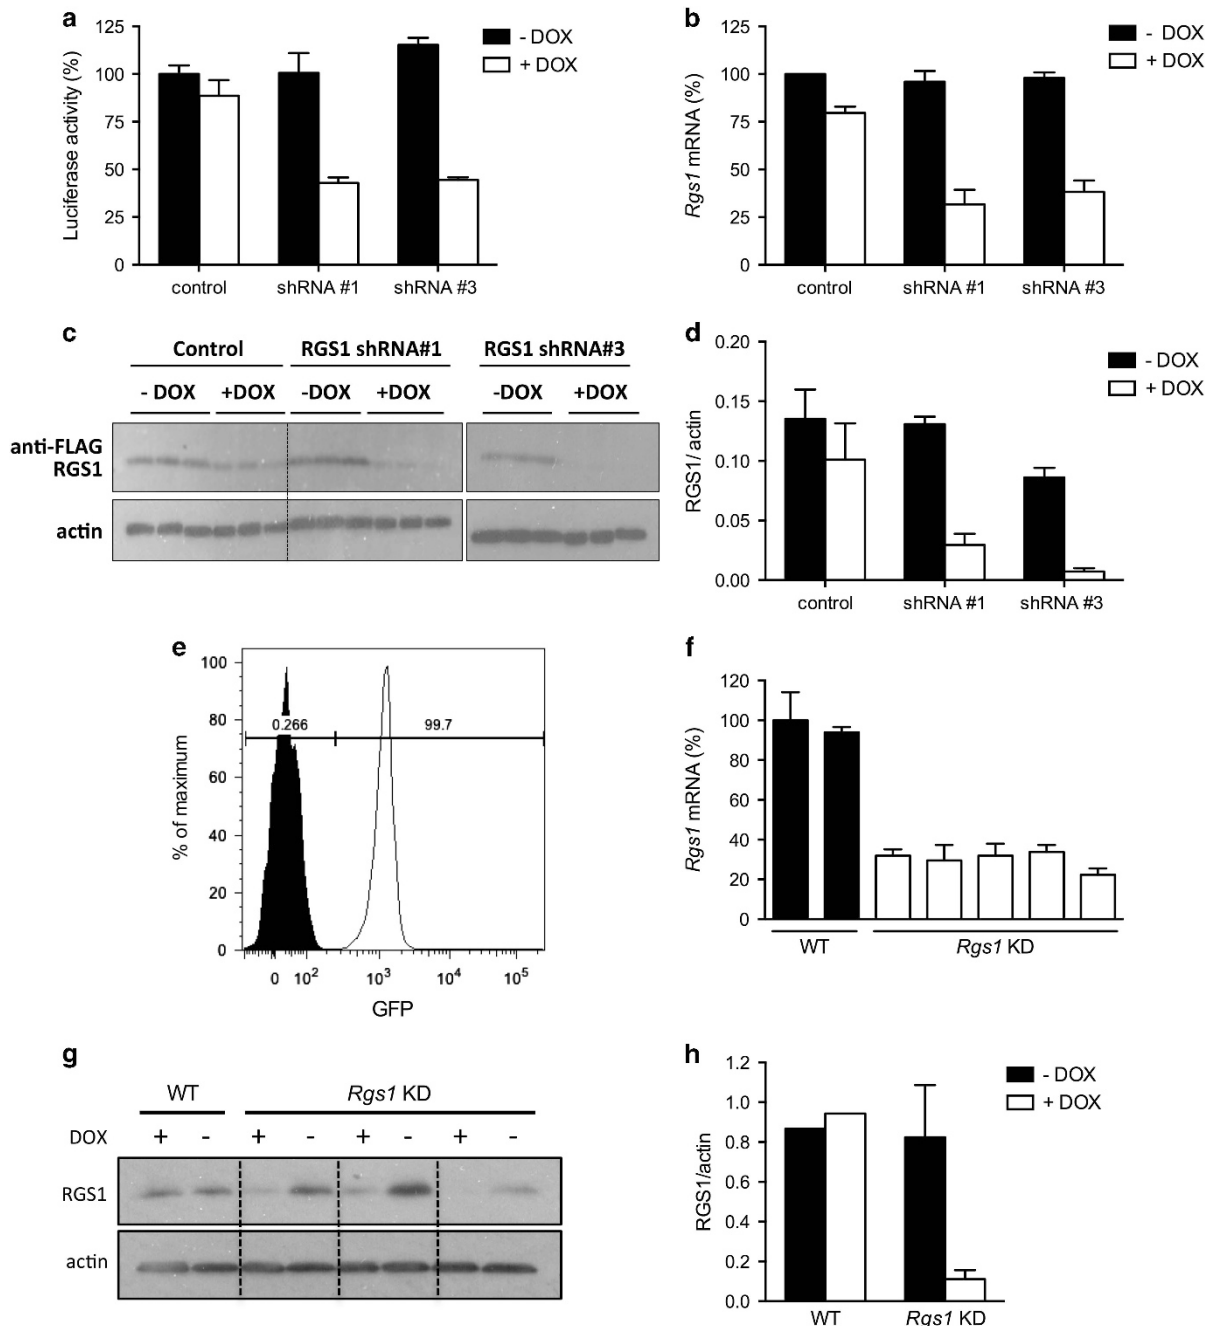 a
125
100
75
50
25
0
Luciferase activity (%)
control
shRNA #1
shRNA #3
- DOX
+ DOX
b
125
100
75
50
25
0
Rgs1 mRNA (%)
control
shRNA #1
shRNA #3
- DOX
+ DOX
c
Control
RGS1 shRNA#1
RGS1 shRNA#3
- DOX
+DOX
-DOX
+DOX
-DOX
+DOX
anti-FLAG
RGS1
actin
d
0.20
0.15
0.10
0.05
0.00
RGS1/ actin
control
shRNA #1
shRNA #3
- DOX
+ DOX
e
100
80
60
40
20
0
% of maximum
0.266
99.7
0
10²
10³
10⁴
10⁵
GFP
f
120
100
80
60
40
20
0
Rgs1 mRNA (%)
WT
Rgs1 KD
g
WT
Rgs1 KD
DOX + - + - + - + -
RGS1
actin
h
1.2
1.0
0.8
0.6
0.4
0.2
0.0
RGS1/actin
WT
Rgs1 KD
- DOX
+ DOX